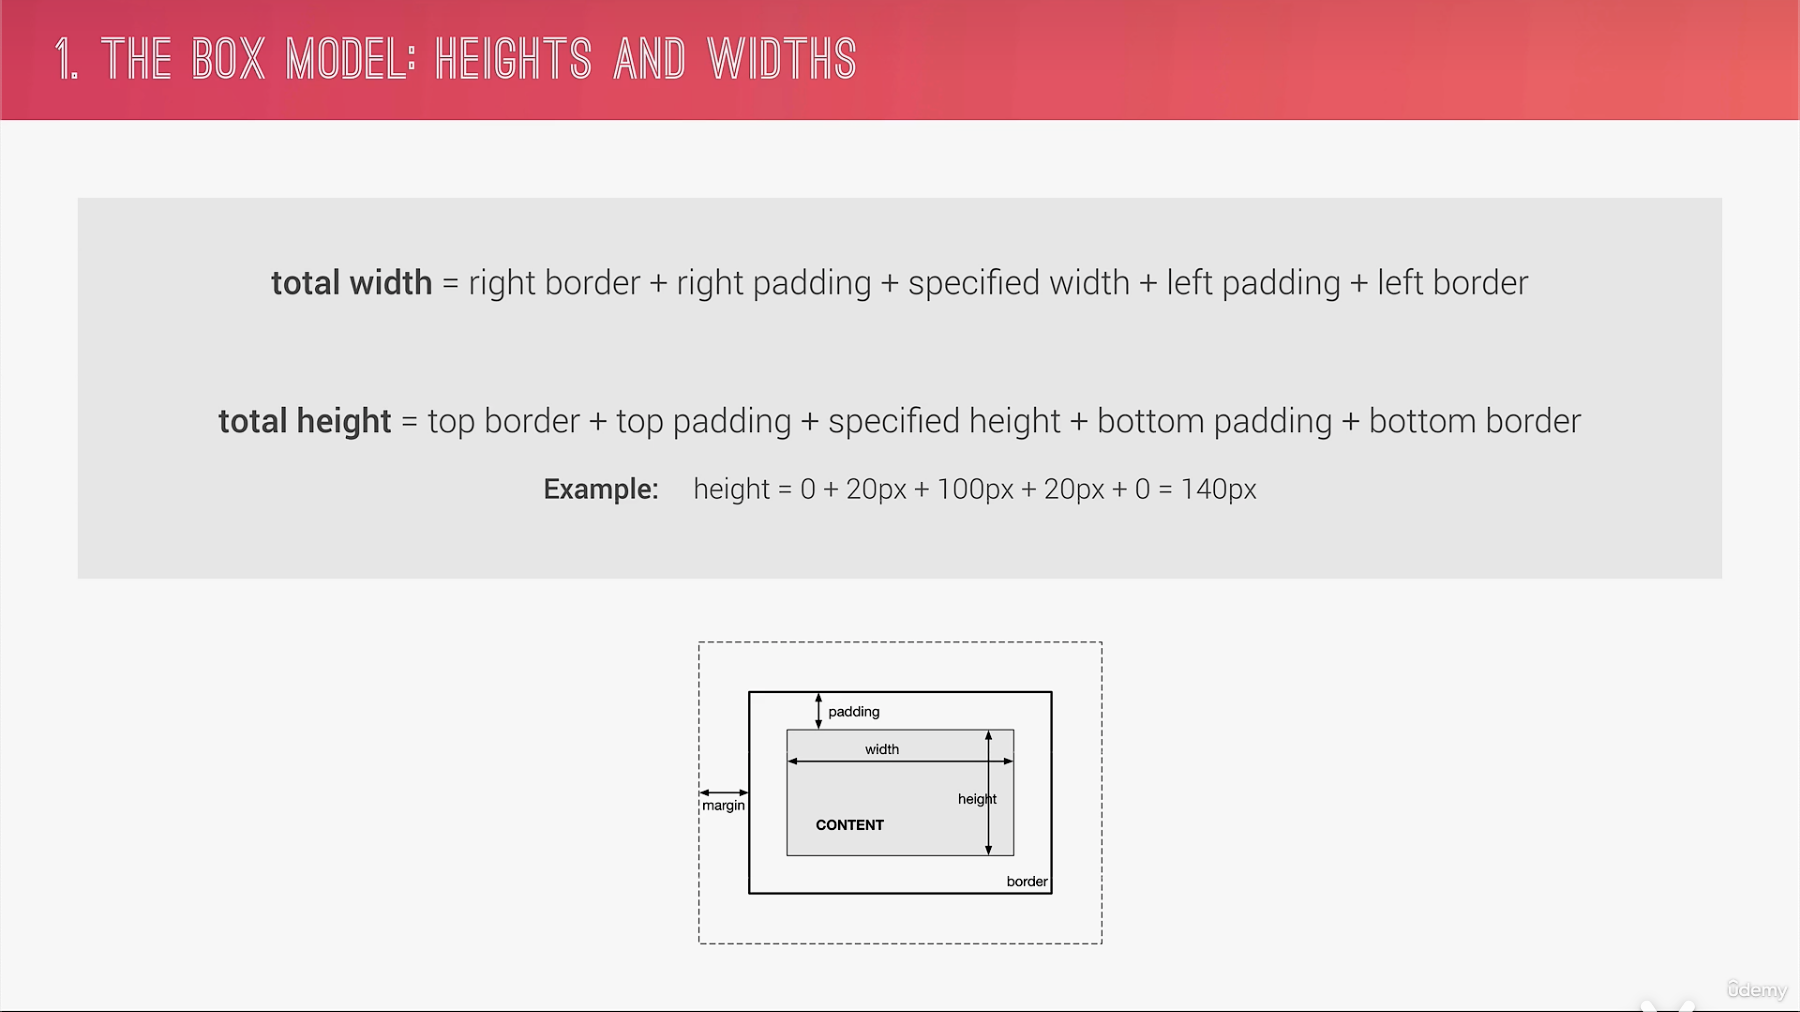 1. THE BOX MODEL: HEIGHTS AND WIDTHS
total width = right border + right padding + specified width + left padding + left border
total height = top border + top padding + specified height + bottom padding + bottom border
Example: height = 0 + 20px + 100px + 20px + 0 = 140px
padding
width
height
margin
CONTENT
border
ûdemy